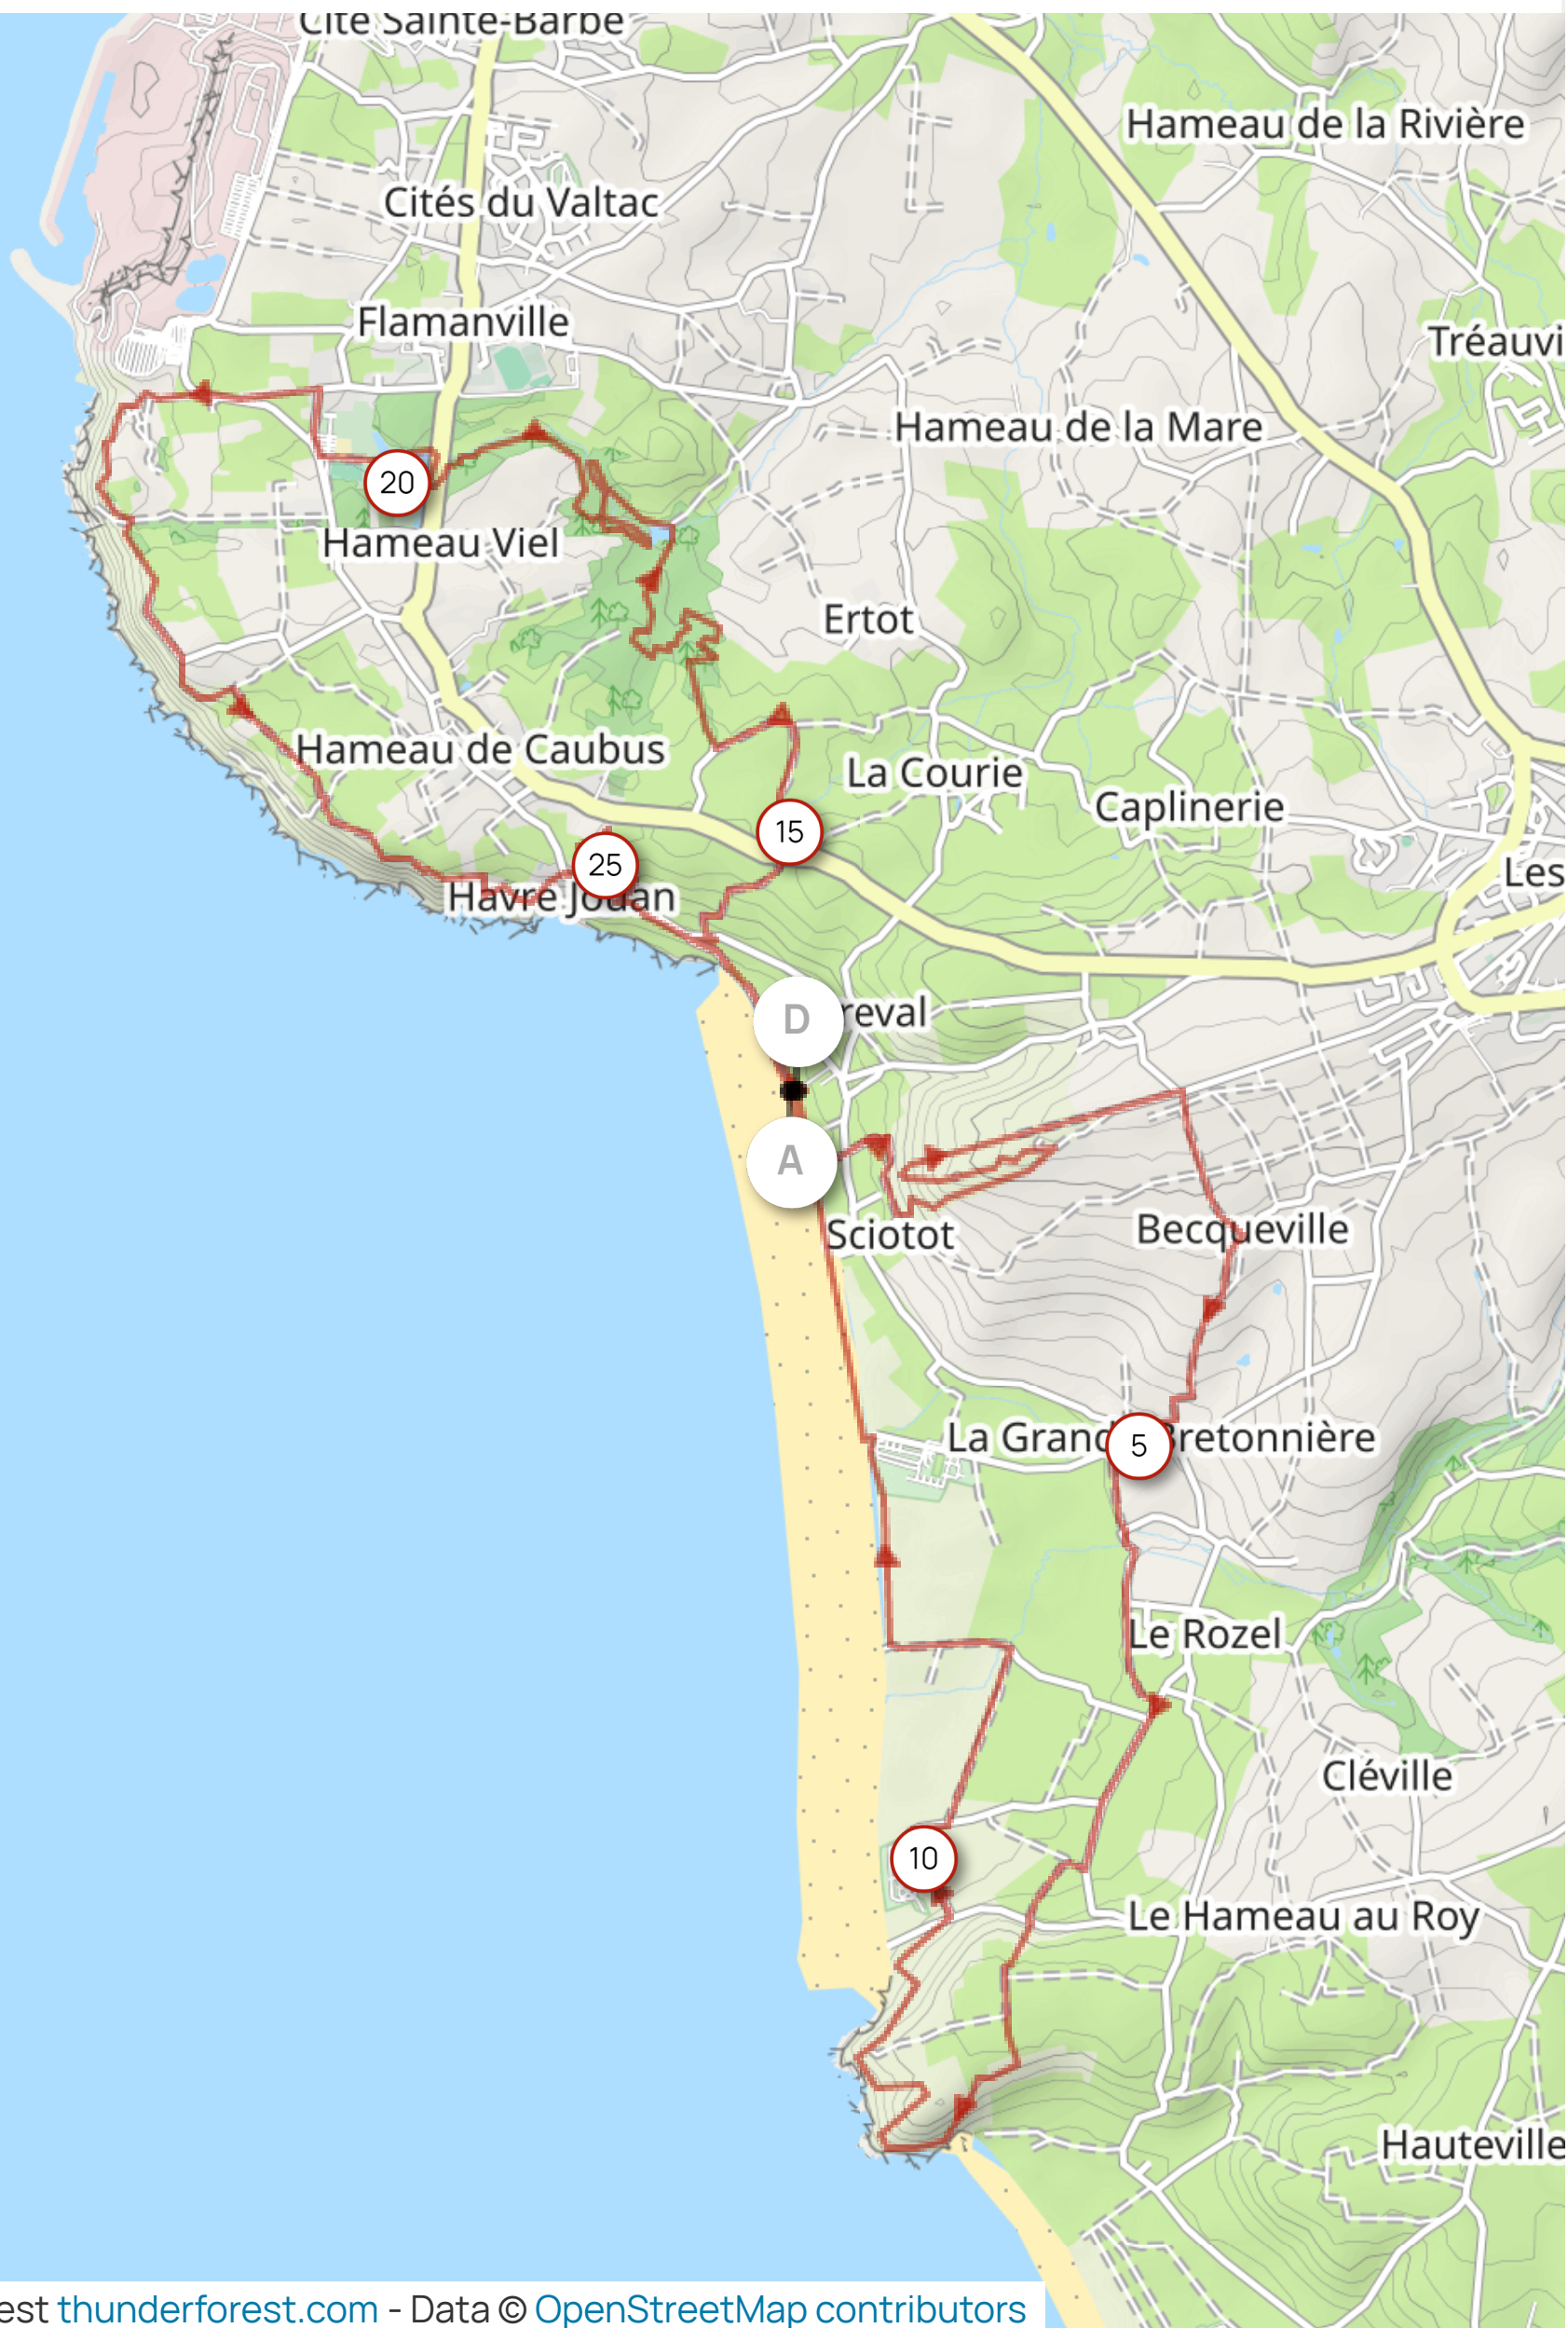 Cité Sainte-Barbe
Hameau de la Rivière
Cités du Valtac
Flamanville
Tréauvi
Hameau de la Mare
20
Hameau Viel
Ertot
Hameau de Caubus
La Courie
Caplinerie
15
25
Les
Havre Jouan
D
reval
A
Sciotot
Becqueville
La Grand Bretonnière
5
Le Rozel
Cléville
10
Le Hameau au Roy
Hauteville
est thunderforest.com - Data © OpenStreetMap contributors